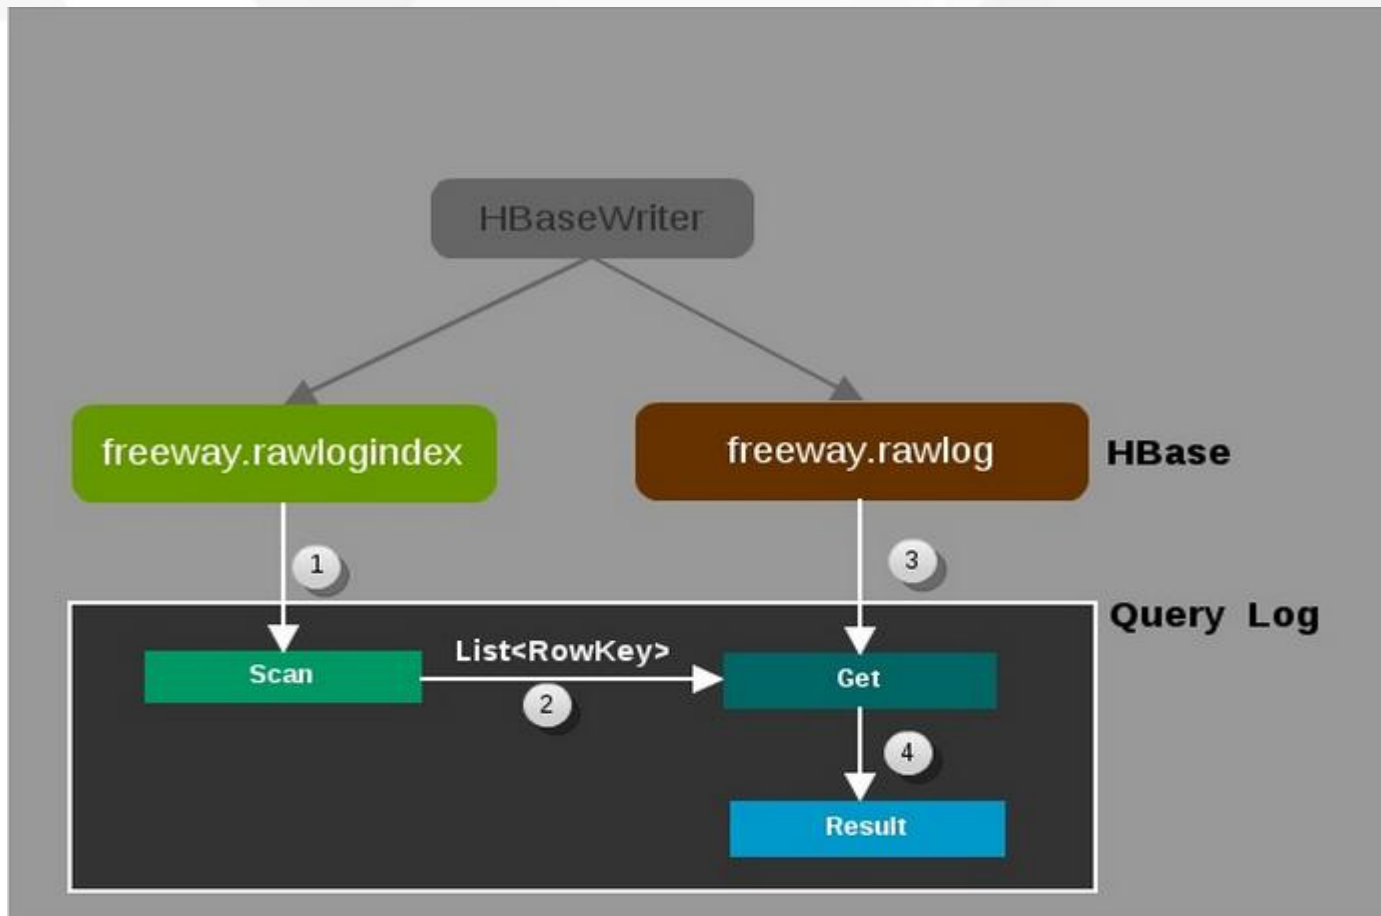 HBaseWriter
freeway.rawlogindex
freeway.rawlog
HBase
1
3
Query Log
Scan
List<RowKey>
Get
2
4
Result